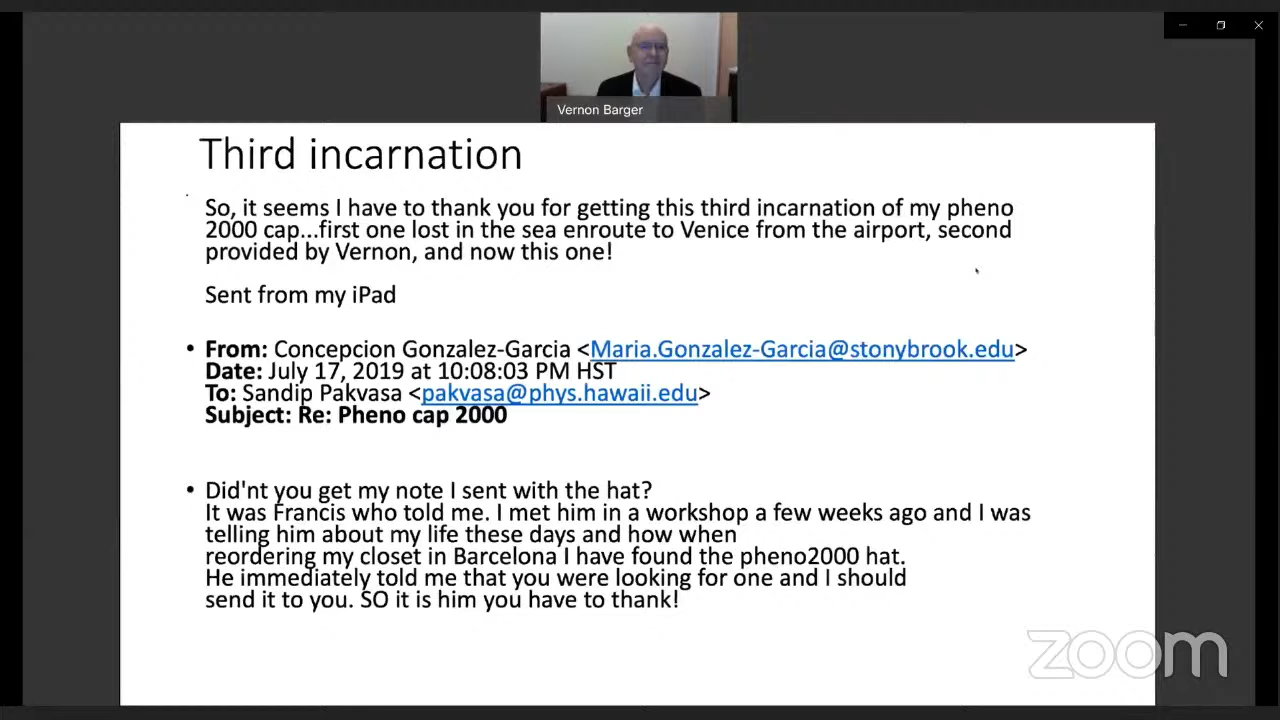 Vernon Barger
Third incarnation
So, it seems I have to thank you for getting this third incarnation of my pheno
2000 cap...first one lost in the sea enroute to Venice from the airport, second
provided by Vernon, and now this one!
Sent from my iPad
• From: Concepcion Gonzalez-Garcia <Maria.Gonzalez-Garcia@stonybrook.edu>
Date: July 17, 2019 at 10:08:03 PM HST
To: Sandip Pakvasa <pakvasa@phys.hawaii.edu>
Subject: Re: Pheno cap 2000
• Did'nt you get my note I sent with the hat?
It was Francis who told me. I met him in a workshop a few weeks ago and I was
telling him about my life these days and how when
reordering my closet in Barcelona I have found the pheno2000 hat.
He immediately told me that you were looking for one and I should
send it to you. SO it is him you have to thank!
zoom